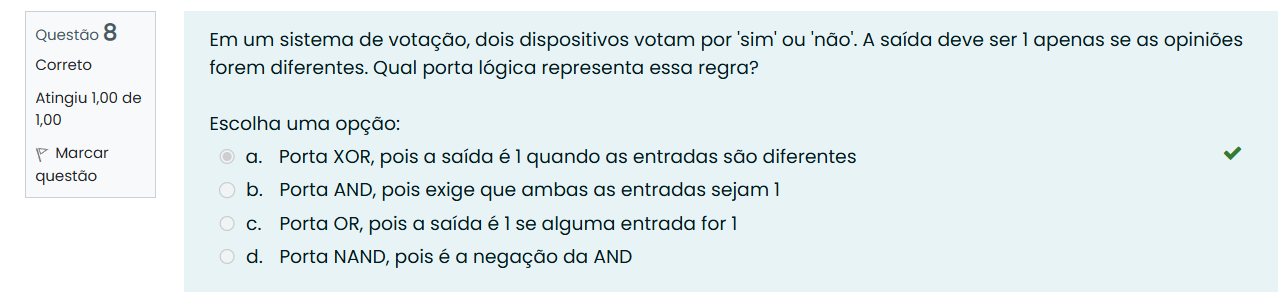 Questão 8
Correto
Atingiu 1,00 de
1,00
Marcar
questão
Em um sistema de votação, dois dispositivos votam por 'sim' ou 'não'. A saída deve ser 1 apenas se as opiniões
forem diferentes. Qual porta lógica representa essa regra?
Escolha uma opção:
a. Porta XOR, pois a saída é 1 quando as entradas são diferentes
b. Porta AND, pois exige que ambas as entradas sejam 1
c. Porta OR, pois a saída é 1 se alguma entrada for 1
d. Porta NAND, pois é a negação da AND